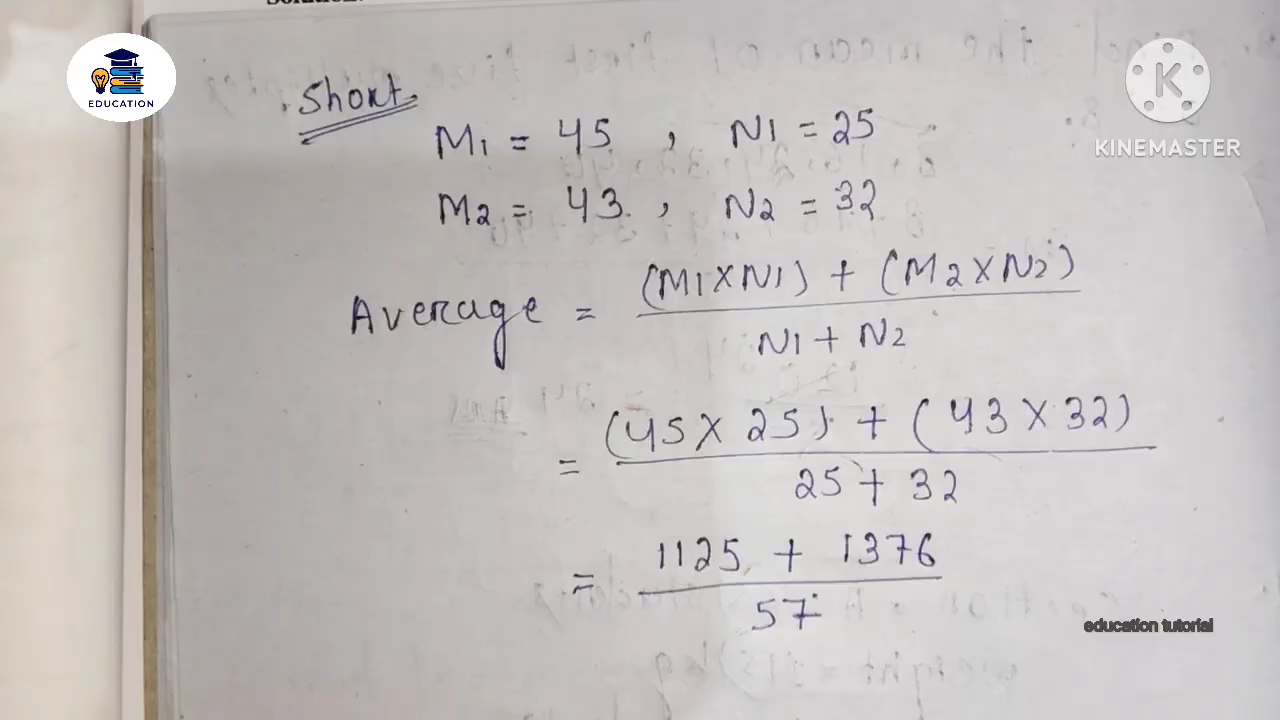 EDUCATION
KINEMASTER
Short
M1 = 45 , N1 = 25
M2 = 43 , N2 = 32
Average = (M1×N1) + (M2×N2)
N1 + N2
= (45 × 25) + (43 × 32)
25 + 32
= 1125 + 1376
57
education tutorial